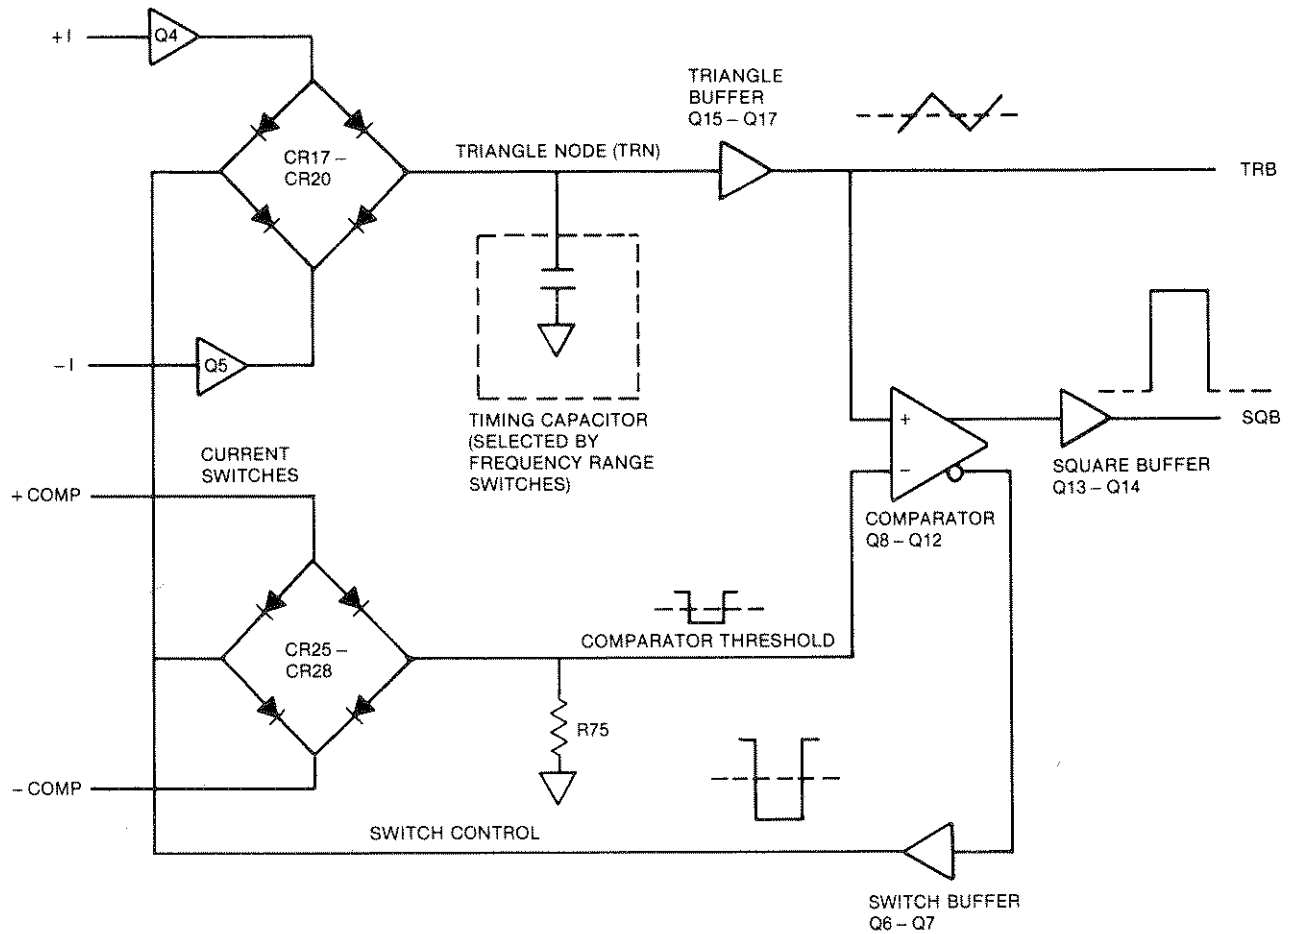 +I
Q4
TRIANGLE
BUFFER
Q15 – Q17
CR17 –
CR20
TRIANGLE NODE (TRN)
TRB
–I
Q5
TIMING CAPACITOR
(SELECTED BY
FREQUENCY RANGE
SWITCHES)
+
–
SQB
SQUARE BUFFER
Q13 – Q14
CURRENT
SWITCHES
+ COMP
COMPARATOR
Q8 – Q12
CR25 –
CR28
COMPARATOR THRESHOLD
R75
– COMP
SWITCH CONTROL
SWITCH BUFFER
Q6 – Q7